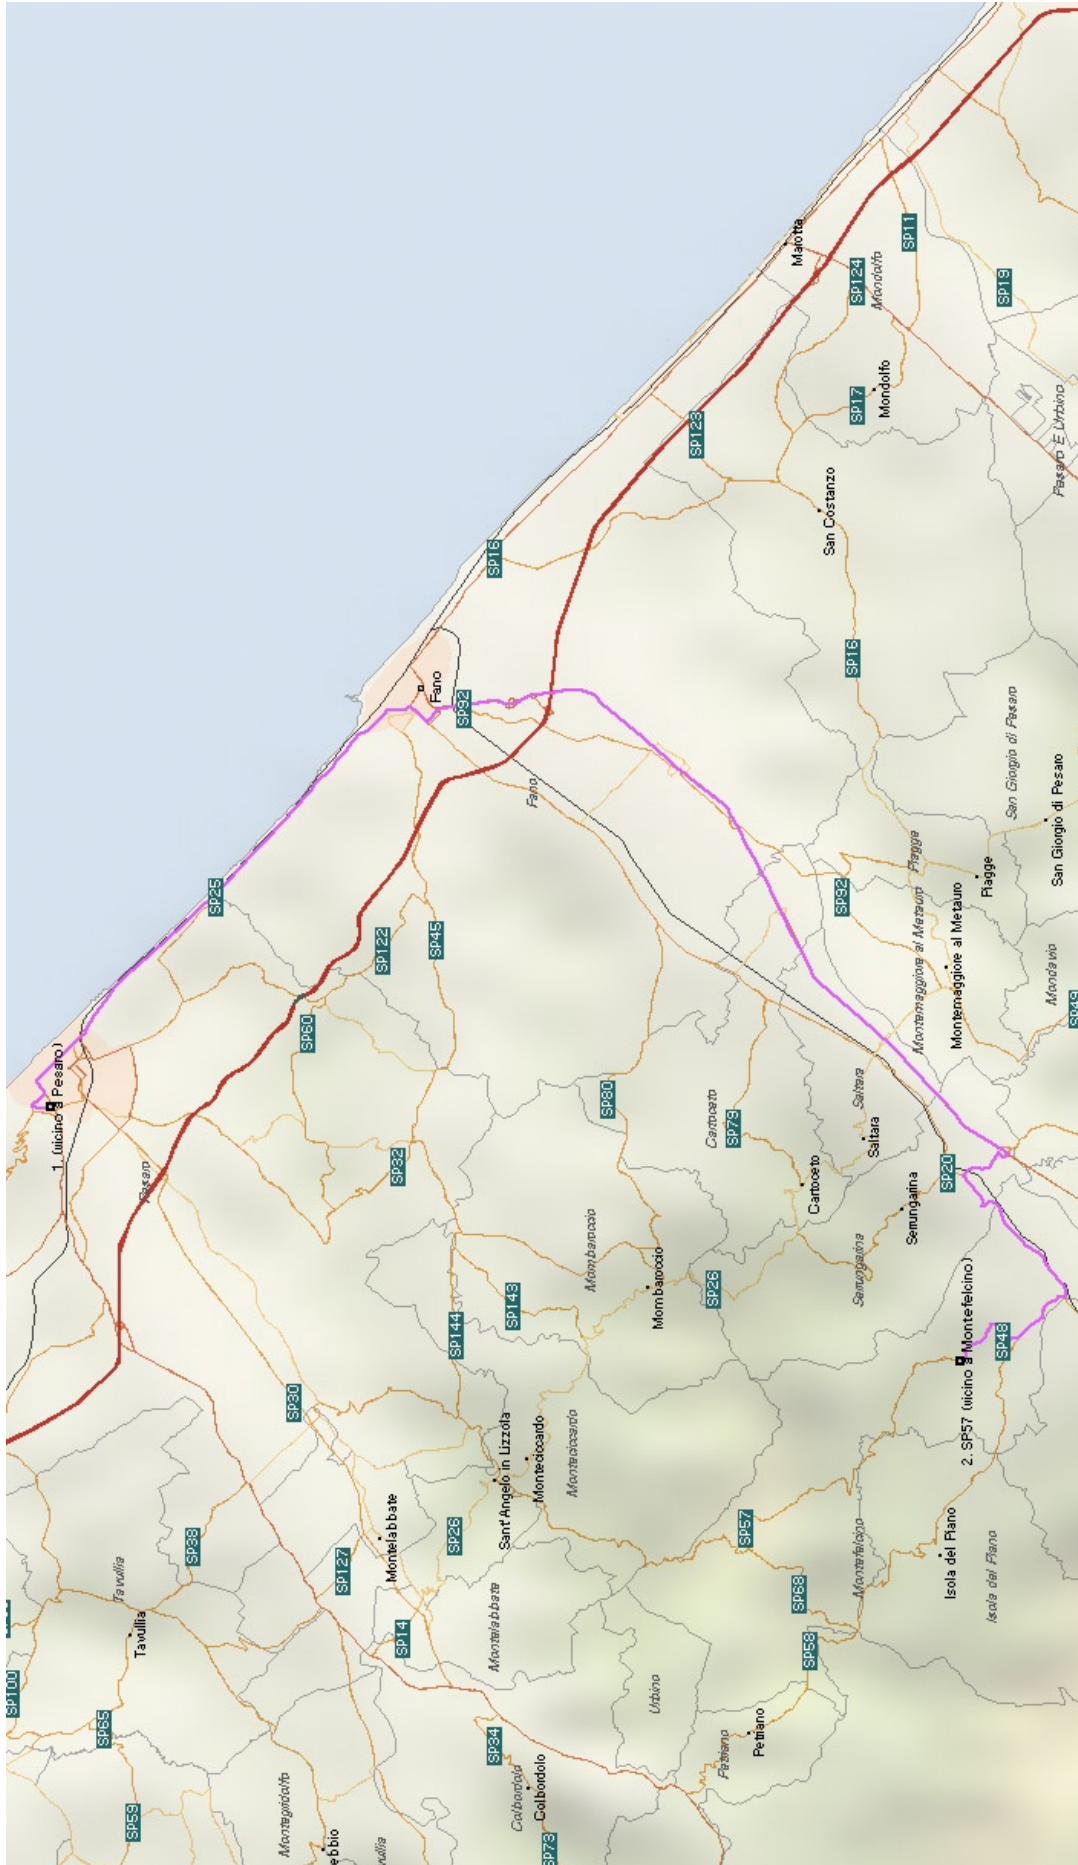 SP100
SP65
SP59
Tavullia
Tavullia
SP38
1. (vicino a Pesaro)
Pesaro
SP25
Montegridolfo
ebbio
SP127
SP30
SP60
Montelabbate
SP14
SP32
SP122
SP45
SP26
SP144
Montelabbate
Sant'Angelo in Lizzola
SP34
Colbordolo
Colbordolo
SP73
SP143
Monteciccardo
Monteciccardo
Fano
SP92
Fano
SP16
Mombaroccio
SP80
Mombaroccio
Urbino
SP26
Cartoceto
SP79
SP123
Petriano
Petriano
SP57
SP68
SP58
Cartoceto
Marotta
San Costanzo
SP92
SP16
SP17
SP124
Montefelcino
Serrungarina
Saltara
Saltara
Mondolfo
Mondolfo
Serrungarina
SP11
Montemaggiore al Metauro
Piagge
Isola del Piano
SP20
Montemaggiore al Metauro
2. SP57 (vicino a Montefelcino)
Piagge
Isola del Piano
SP48
SP19
San Giorgio di Pesaro
Mondavio
San Giorgio di Pesaro
Pesaro E Urbino